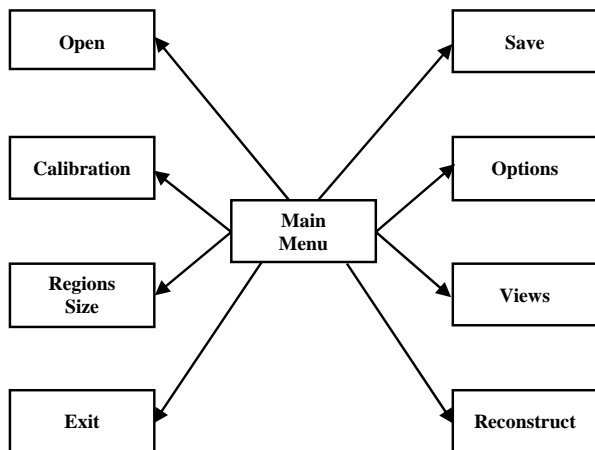 Open
Save
Calibration
Options
Main
Menu
Regions
Size
Views
Exit
Reconstruct